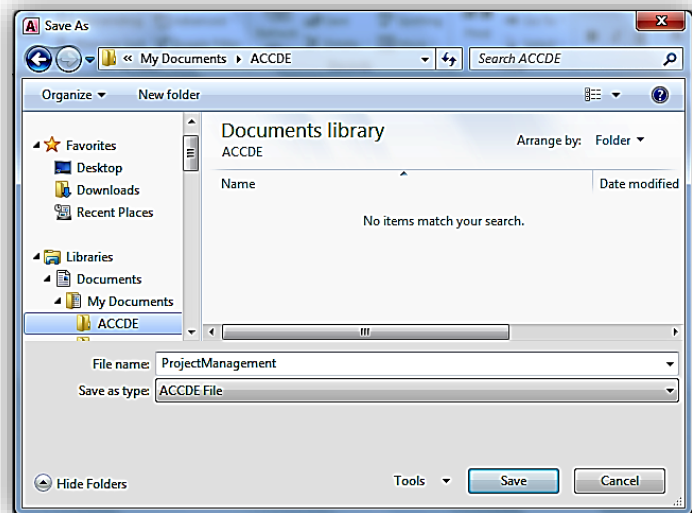 A Save As
« My Documents ACCDE Search ACCDE
Organize New folder ?
Favorites
Desktop
Downloads
Recent Places
Libraries
Documents
My Documents
ACCDE
Documents library
ACCDE
Arrange by: Folder
Name Date modified
No items match your search.
File name: ProjectManagement
Save as type: ACCDE File
Hide Folders Tools Save Cancel